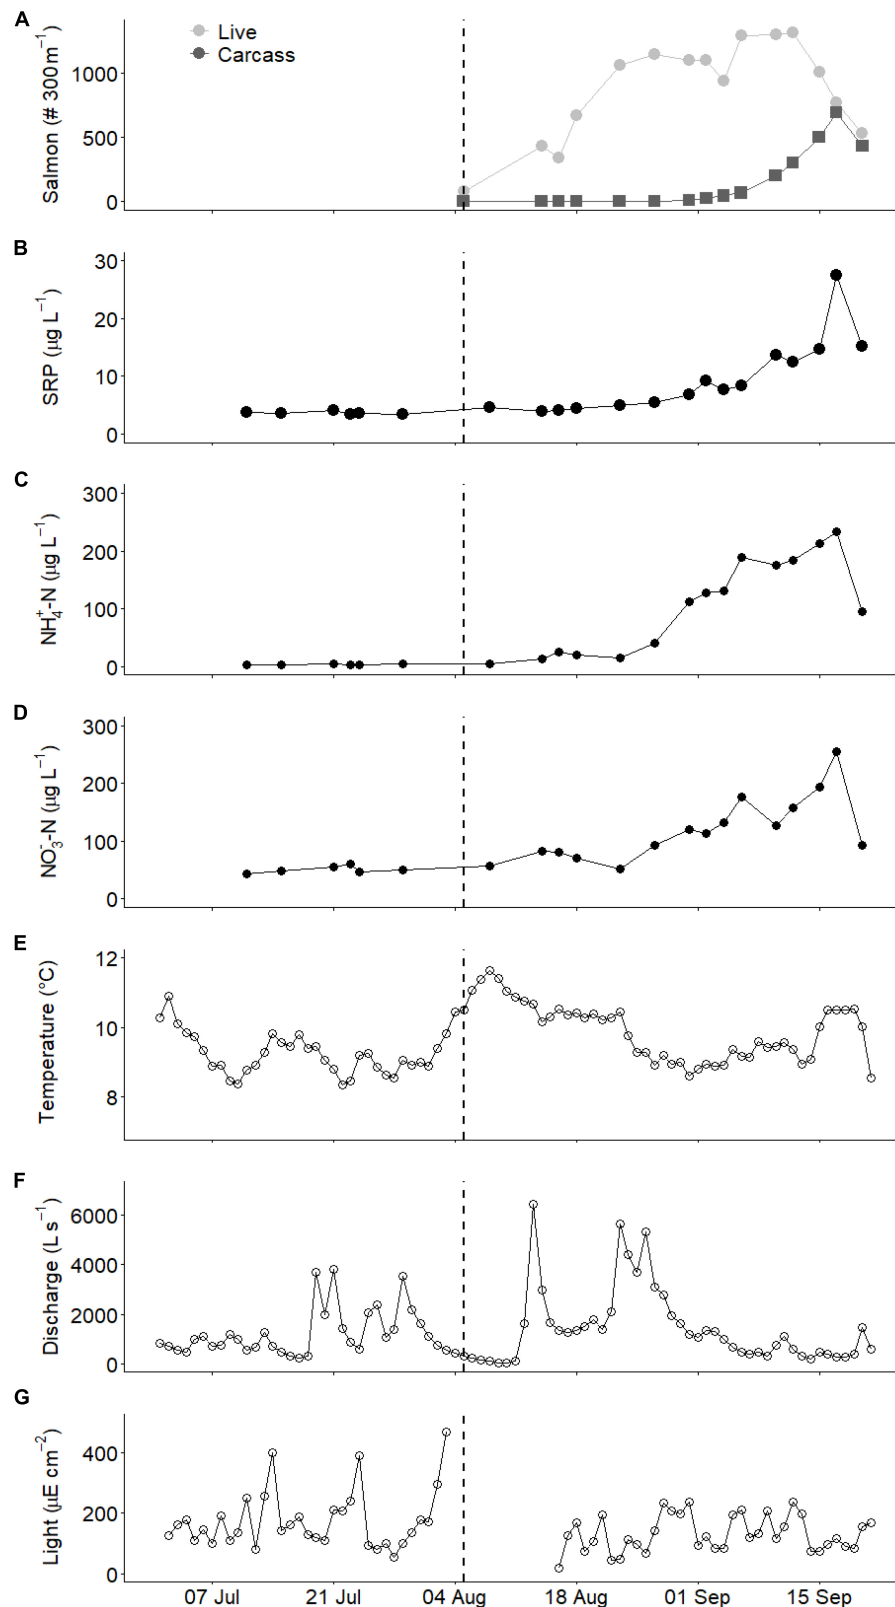 A
Live
Carcass
Salmon (# 300m⁻¹)
1000
500
0
B
SRP (µg L⁻¹)
30
20
10
0
C
NH₄⁺-N (µg L⁻¹)
300
200
100
0
D
NO₃⁻-N (µg L⁻¹)
300
200
100
0
E
Temperature (°C)
12
10
8
F
Discharge (L s⁻¹)
6000
4000
2000
0
G
Light (µE cm⁻²)
400
200
0
07 Jul 21 Jul 04 Aug 18 Aug 01 Sep 15 Sep